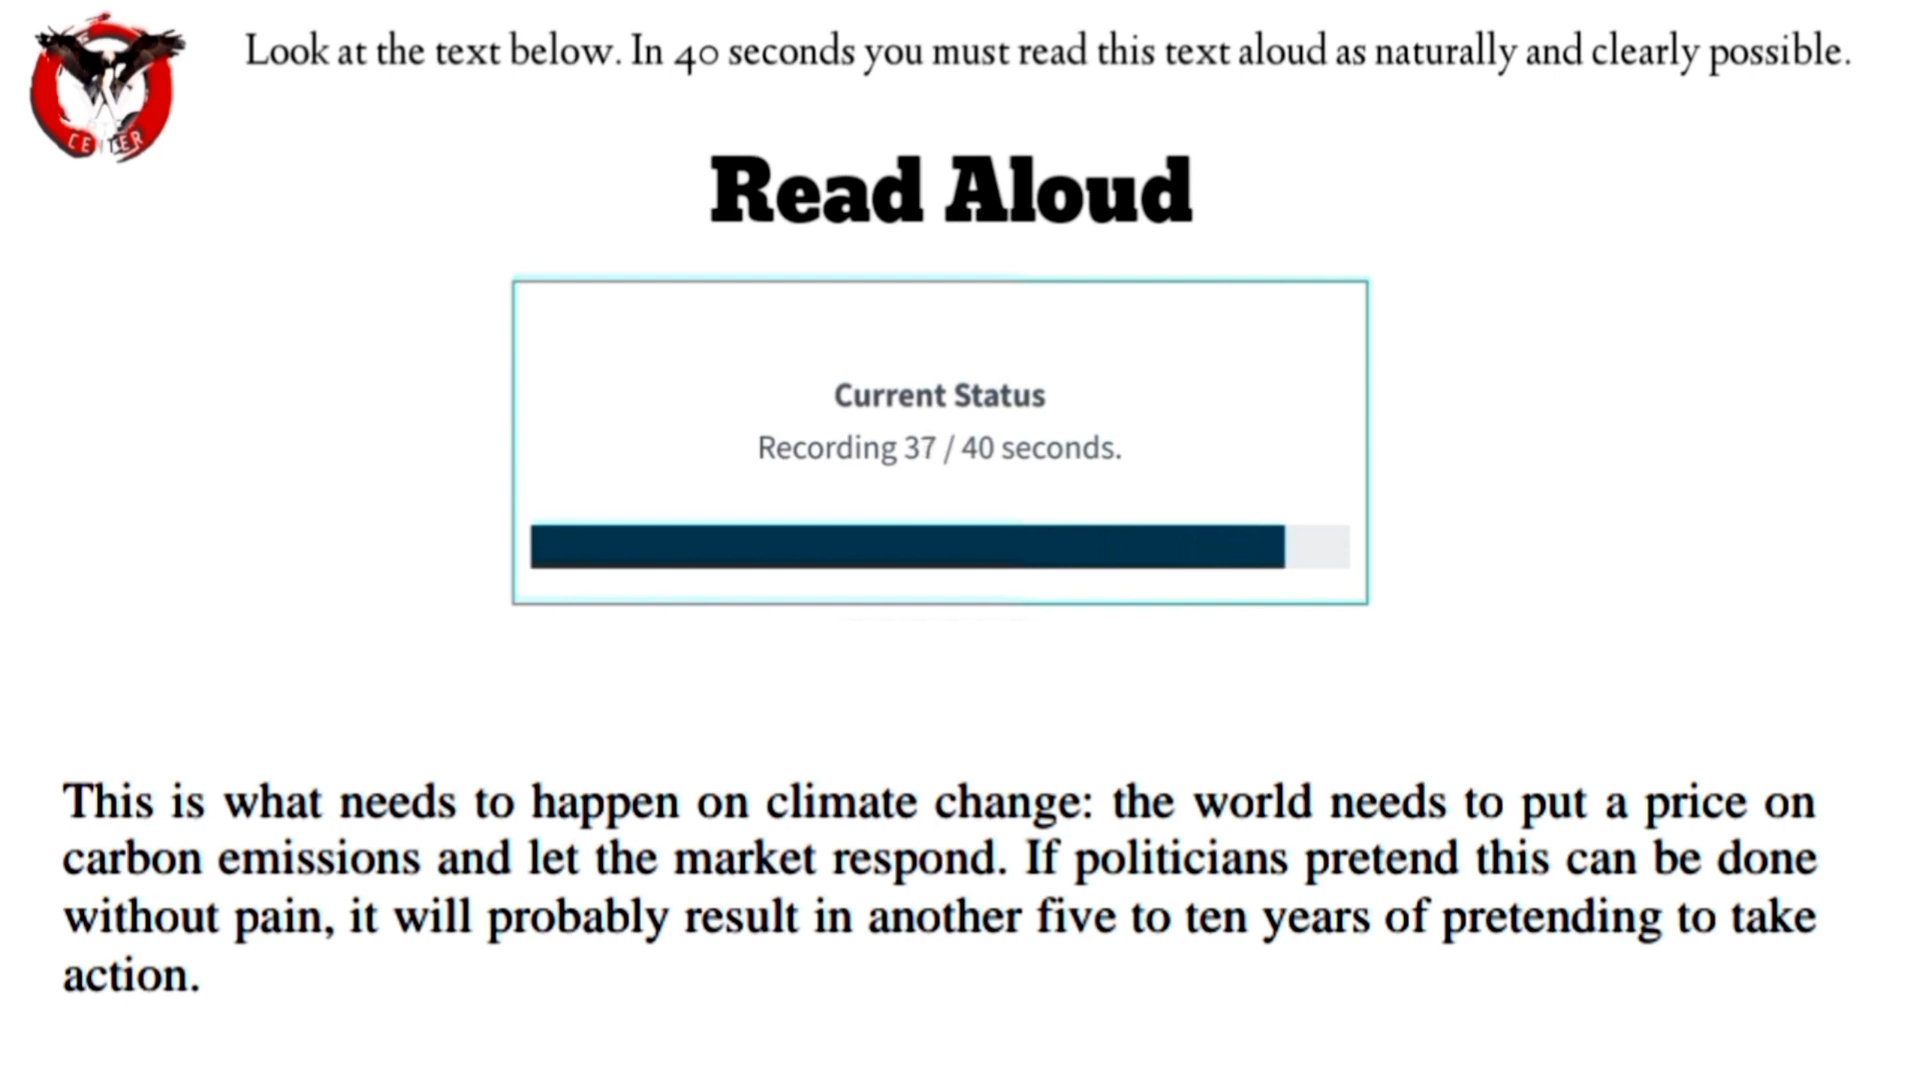 Look at the text below. In 40 seconds you must read this text aloud as naturally and clearly possible.
CENTER
Read Aloud
Current Status
Recording 37 / 40 seconds.
This is what needs to happen on climate change: the world needs to put a price on
carbon emissions and let the market respond. If politicians pretend this can be done
without pain, it will probably result in another five to ten years of pretending to take
action.